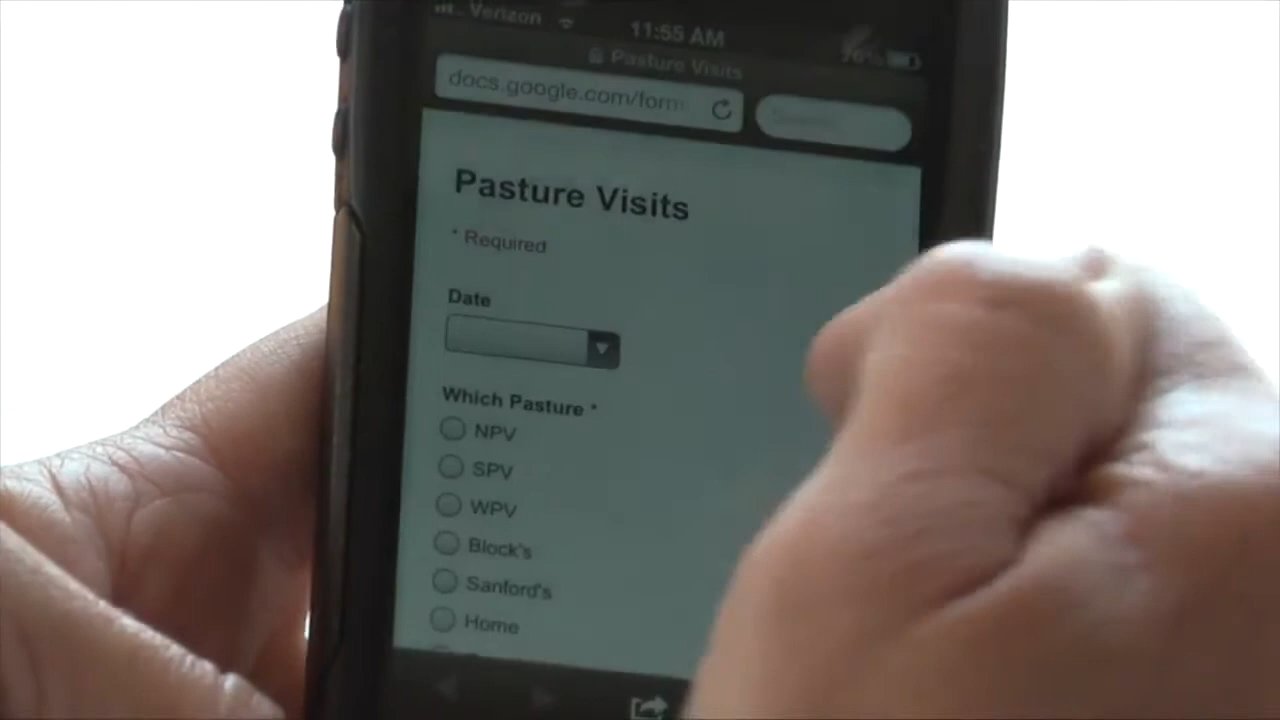 Verizon
11:55 AM
76%
Pasture Visits
docs.google.com/form
Pasture Visits
* Required
Date
Which Pasture *
NPV
SPV
WPV
Block's
Sanford's
Home